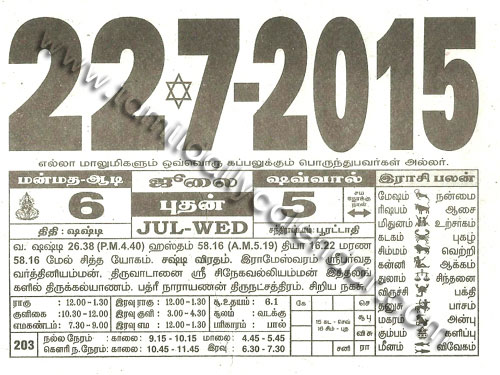 22-7-2015
www.tamildailycalendar.com
எல்லா மாலுமிகளும் ஒவ்வொரு கப்பலுக்கும் பொருந்துபவர்கள் அல்லர்.
மன்மத-ஆடி ஜூலை ஷவ்வால் இராசி பலன்
6 புதன் 5
திதி : ஷஷ்டி JUL-WED சந்திராஷ்டமம் - பூரட்டாதி
வ. ஷஷ்டி 26.38 (P.M.4.40) ஹஸ்தம் 58.16 (A.M.5.19) தியா 16.22 மரண
58.16 மேல் சித்த யோகம். சஷ்டி விரதம். இராமேஸ்வரம் ஸ்ரீபர்வத
வர்த்தினியம்மன். திருவாடானை ஸ்ரீ சிநேகவல்லியம்மன் இத்தலங்
களில் திருக்கல்யாணம். பத்ரீ நாராயணன் திருநட்சத்திரம். சிறிய நகசு.
ராகு : 12.00 - 1.30 இரவு ராகு : 12.00 - 1.30 சூ.உதயம் : 6.1
குளிகை : 10.30 - 12.00 இரவு குளி : 3.00 - 4.30 சூலம் : வடக்கு
எமகண்டம் : 7.30 - 9.00 இரவு எம : 12.00 - 1.30 பரிகாரம் : பால்
203 நல்ல நேரம் : காலை : 9.15 - 10.15 மாலை : 4.45 - 5.45
கௌரி ந.நேரம் : காலை : 10.45 - 11.45 இரவு : 6.30 - 7.30
கே
சூ
வி சு
சனி ரா
மேஷம் நன்மை
ரிஷபம் ஆசை
மிதுனம் உற்சாகம்
கடகம் புகழ்
சிம்மம் வெற்றி
கன்னி ஆக்கம்
துலாம் சிந்தனை
விருச்சி பக்தி
தனுசு பாசம்
மகரம் அன்பு
கும்பம் களிப்பு
மீனம் விவேகம்